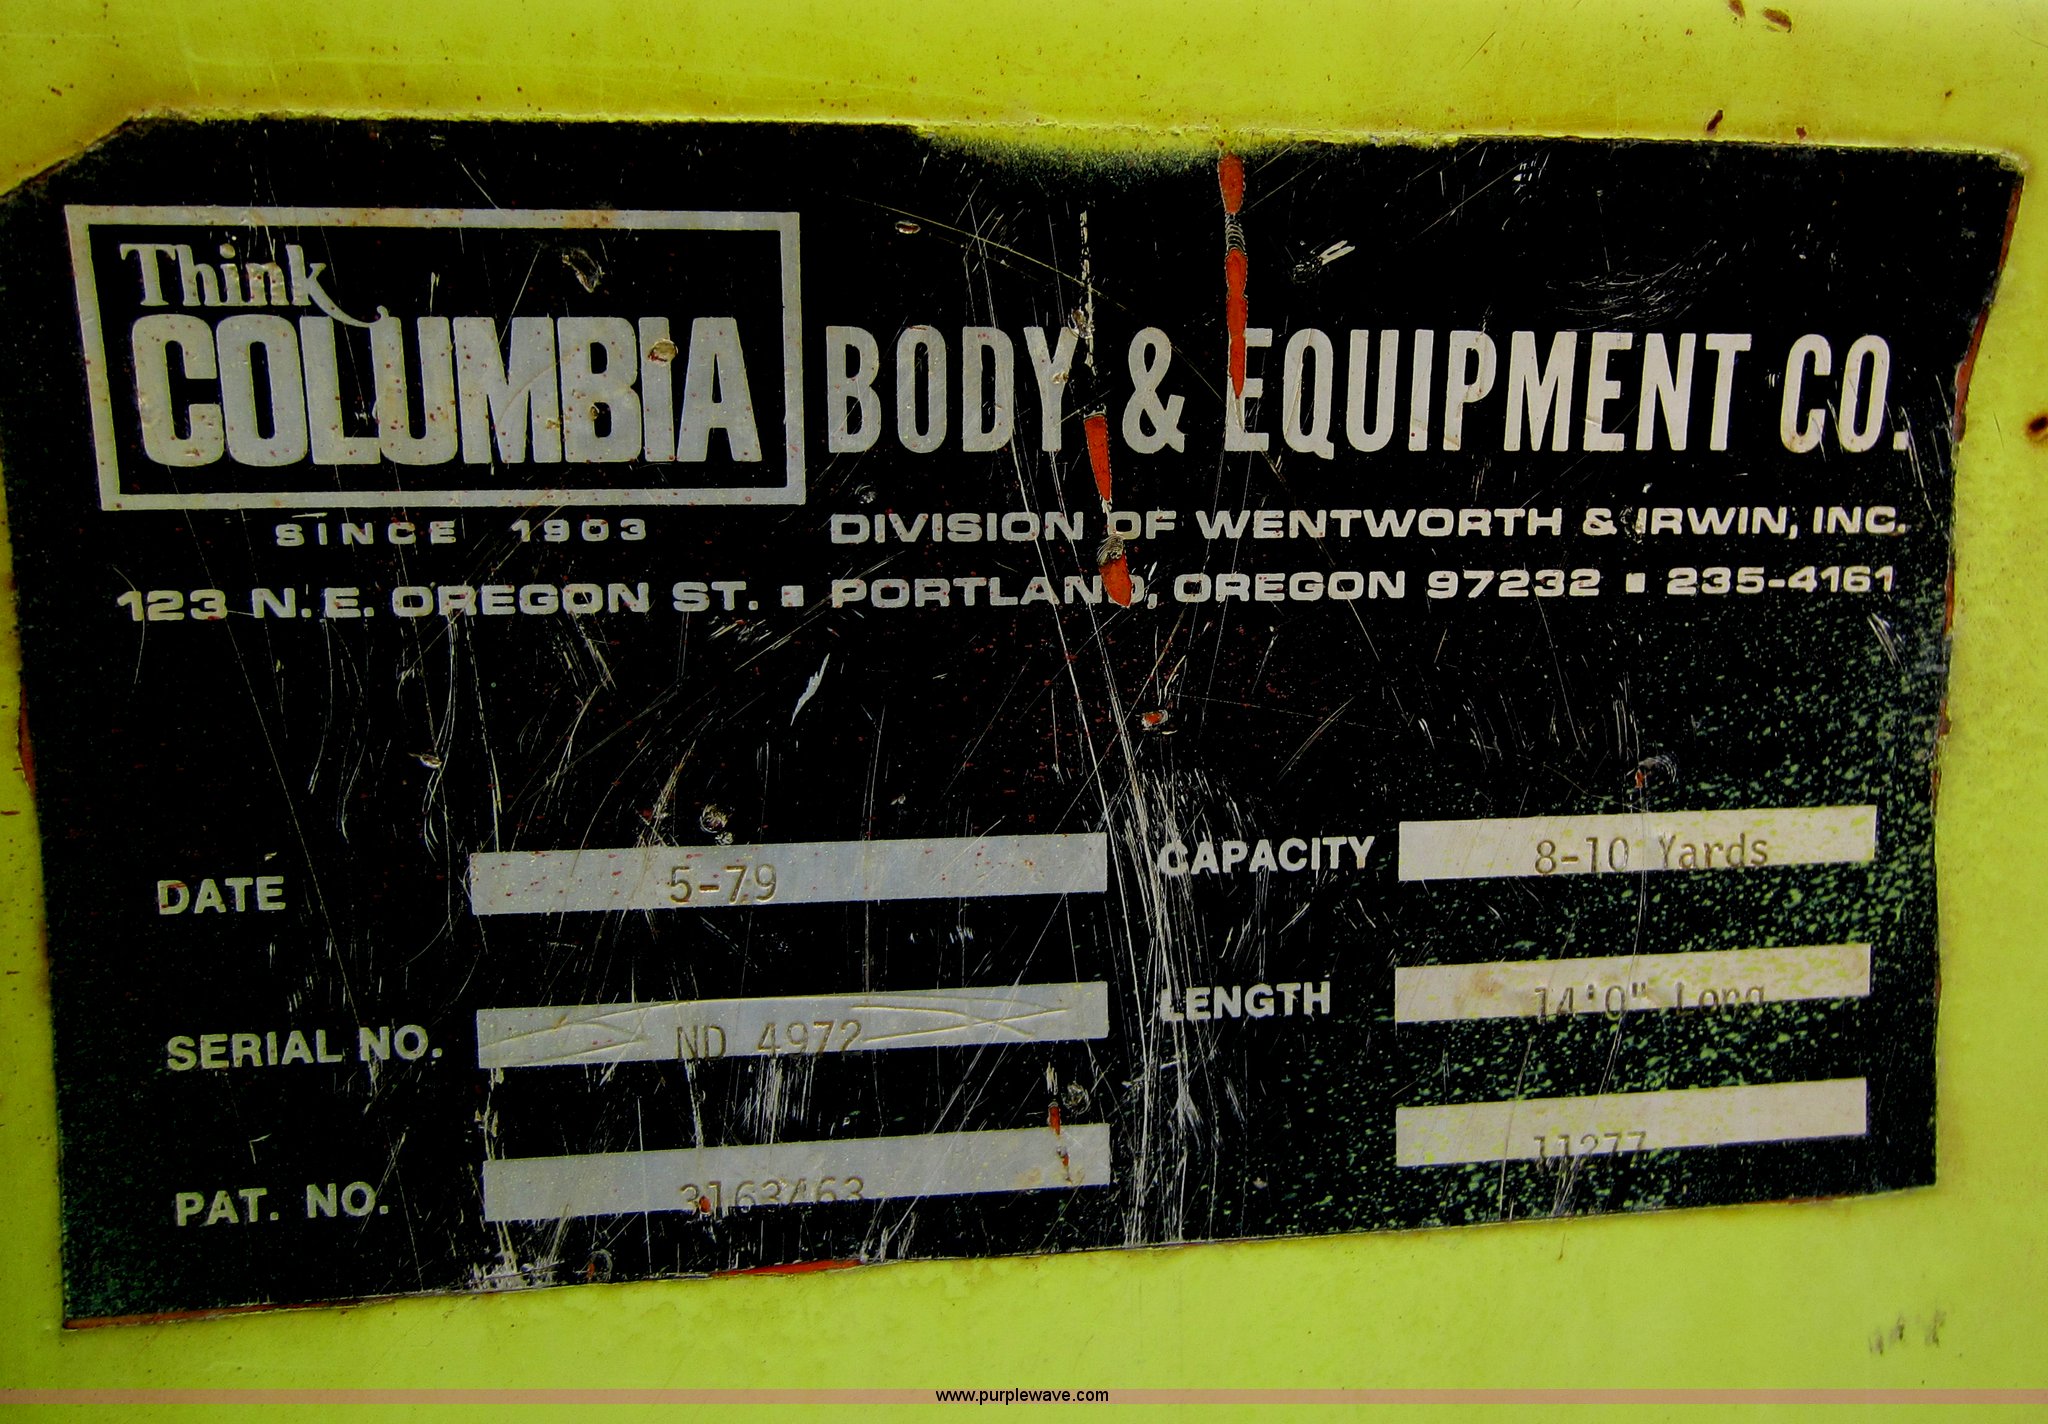 Think
COLUMBIA BODY & EQUIPMENT CO.
SINCE 1903 DIVISION OF WENTWORTH & IRWIN, INC.
123 N.E. OREGON ST. ▪ PORTLAND, OREGON 97232 ▪ 235-4161
DATE 5-79
CAPACITY 8-10 Yards
SERIAL NO. ND 4972
LENGTH 14'0" Long
PAT. NO. 3163463
11277
www.purplewave.com